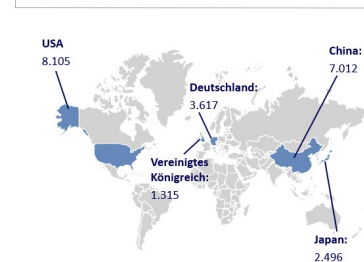 USA
8.105
China:
7.012
Deutschland:
3.617
Vereinigtes
Königreich:
1.315
Japan:
2.496